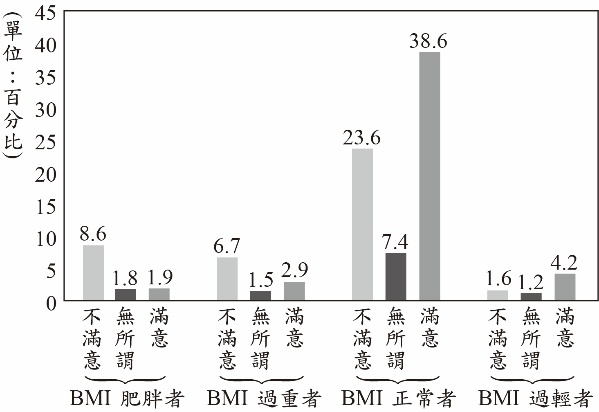 (單位：百分比)
45
40
35
30
25
20
15
10
5
0
8.6
1.8
1.9
6.7
1.5
2.9
23.6
7.4
38.6
1.6
1.2
4.2
不滿意
無所謂
滿意
不滿意
無所謂
滿意
不滿意
無所謂
滿意
不滿意
無所謂
滿意
BMI 肥胖者
BMI 過重者
BMI 正常者
BMI 過輕者